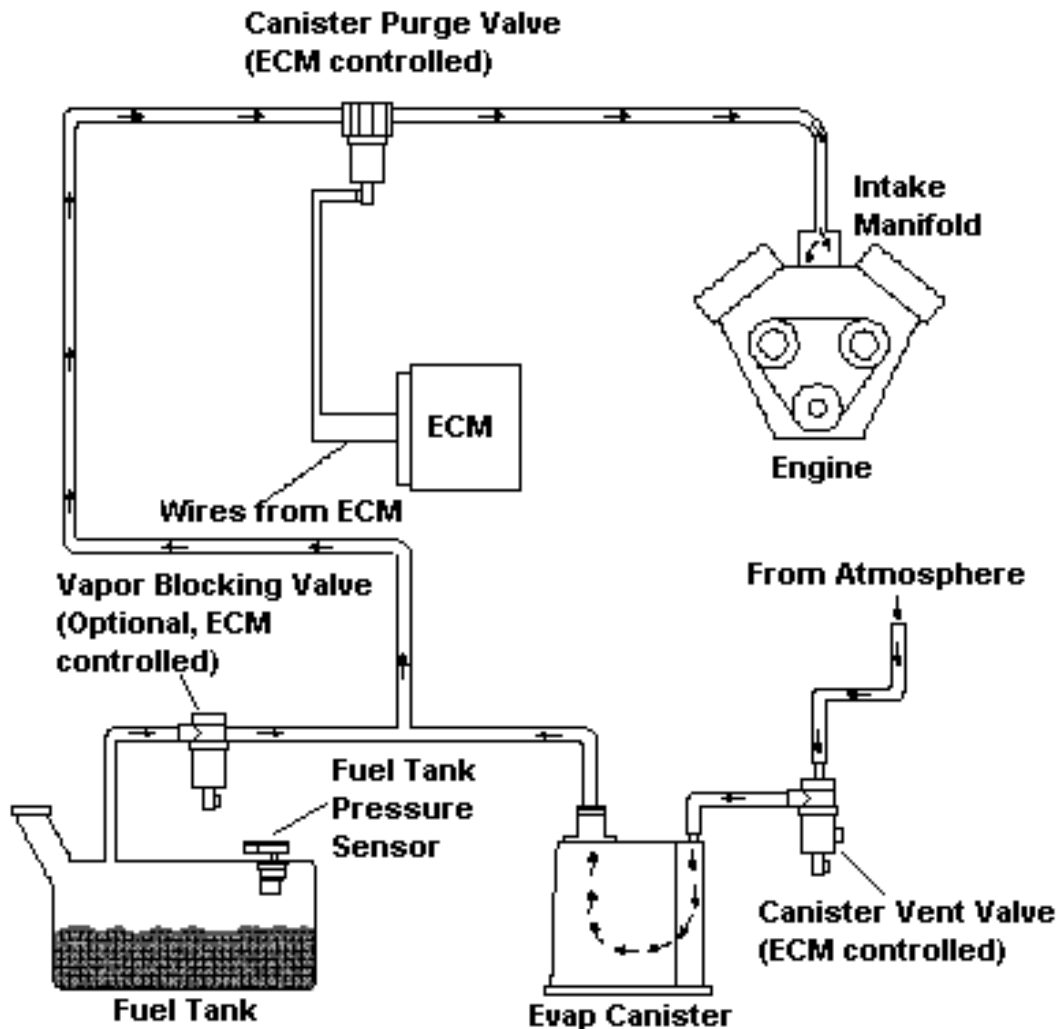 Canister Purge Valve
(ECM controlled)
Intake
Manifold
ECM
Engine
Wires from ECM
Vapor Blocking Valve
(Optional, ECM
controlled)
From Atmosphere
Fuel Tank
Pressure
Sensor
Canister Vent Valve
(ECM controlled)
Fuel Tank
Evap Canister